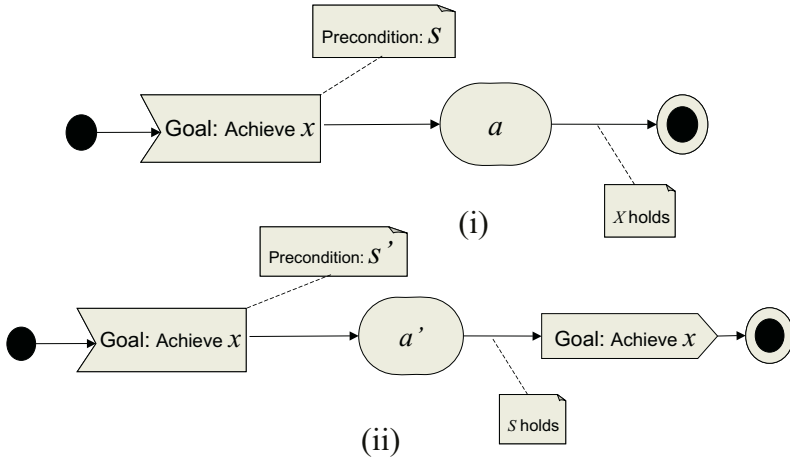 Precondition: S
Goal: Achieve x
a
X holds
(i)
Precondition: S’
Goal: Achieve x
a’
Goal: Achieve x
S holds
(ii)